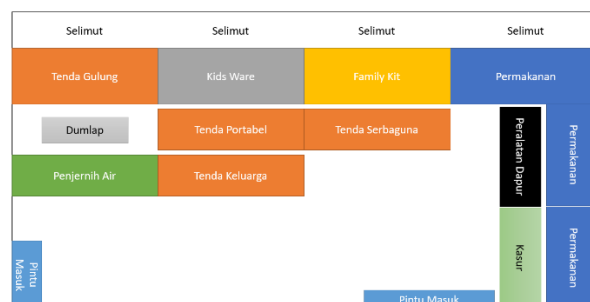 Selimut Selimut Selimut Selimut
Tenda Gulung Kids Ware Family Kit Permakanan
Dumlap Tenda Portabel Tenda Serbaguna
Peralatan Dapur
Permakanan
Penjernih Air Tenda Keluarga
Kasur
Permakanan
Pintu
Masuk
Pintu Masuk